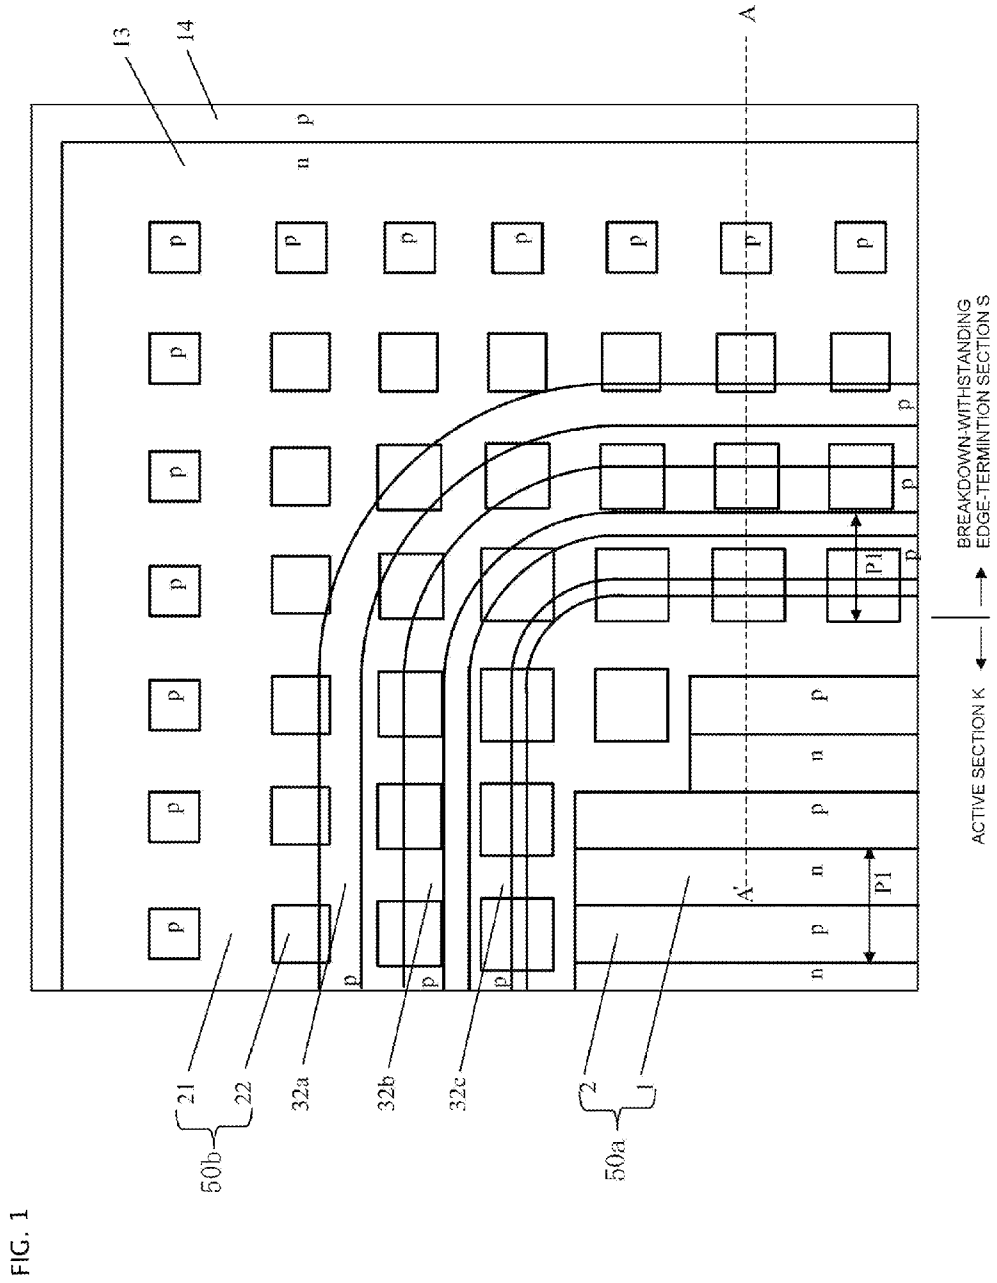 FIG. 1
13
14
p p p p p p p
21
22
50b
n p
32a
p
p
32b
p
p
32c
p
p
2
1
50a
p
A' p A
n p n p n p
p
P1
P1
p
p
p
BREAKDOWN-WITHSTANDING
EDGE-TERMINTION SECTION S
ACTIVE SECTION K